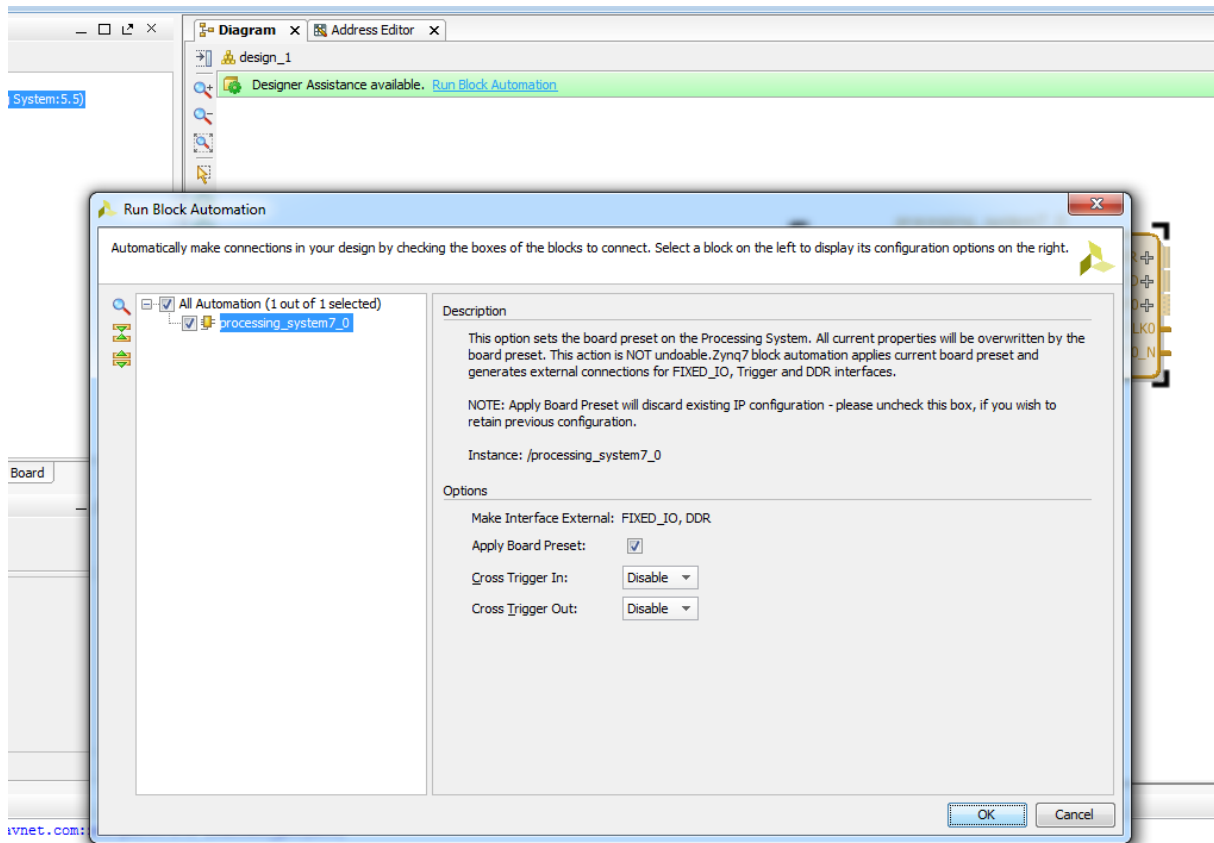 Diagram
Address Editor
design_1
Designer Assistance available. Run Block Automation
System:5.5)
Run Block Automation
Automatically make connections in your design by checking the boxes of the blocks to connect. Select a block on the left to display its configuration options on the right.
All Automation (1 out of 1 selected)
processing_system7_0
Description
This option sets the board preset on the Processing System. All current properties will be overwritten by the
board preset. This action is NOT undoable.Zynq7 block automation applies current board preset and
generates external connections for FIXED_IO, Trigger and DDR interfaces.
NOTE: Apply Board Preset will discard existing IP configuration - please uncheck this box, if you wish to
retain previous configuration.
Instance: /processing_system7_0
Options
Make Interface External: FIXED_IO, DDR
Apply Board Preset:
Cross Trigger In: Disable
Cross Trigger Out: Disable
Board
LK0
_N
OK
Cancel
avnet.com: